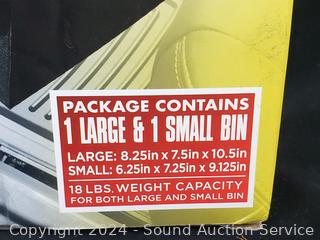 PACKAGE CONTAINS
1 LARGE & 1 SMALL BIN
LARGE: 8.25in x 7.5in x 10.5in
SMALL: 6.25in x 7.25in x 9.125in
18 LBS. WEIGHT CAPACITY
FOR BOTH LARGE AND SMALL BIN
Copyright 2024 - Sound Auction Service